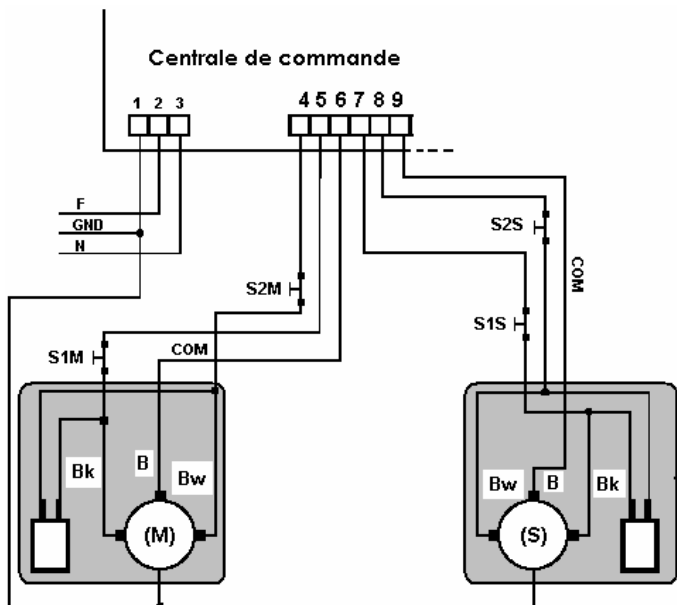 Centrale de commande
1 2 3
4 5 6 7 8 9
F
GND
N
S2M
S1M
COM
S2S
COM
S1S
Bk
B
Bw
(M)
Bw
B
Bk
(S)